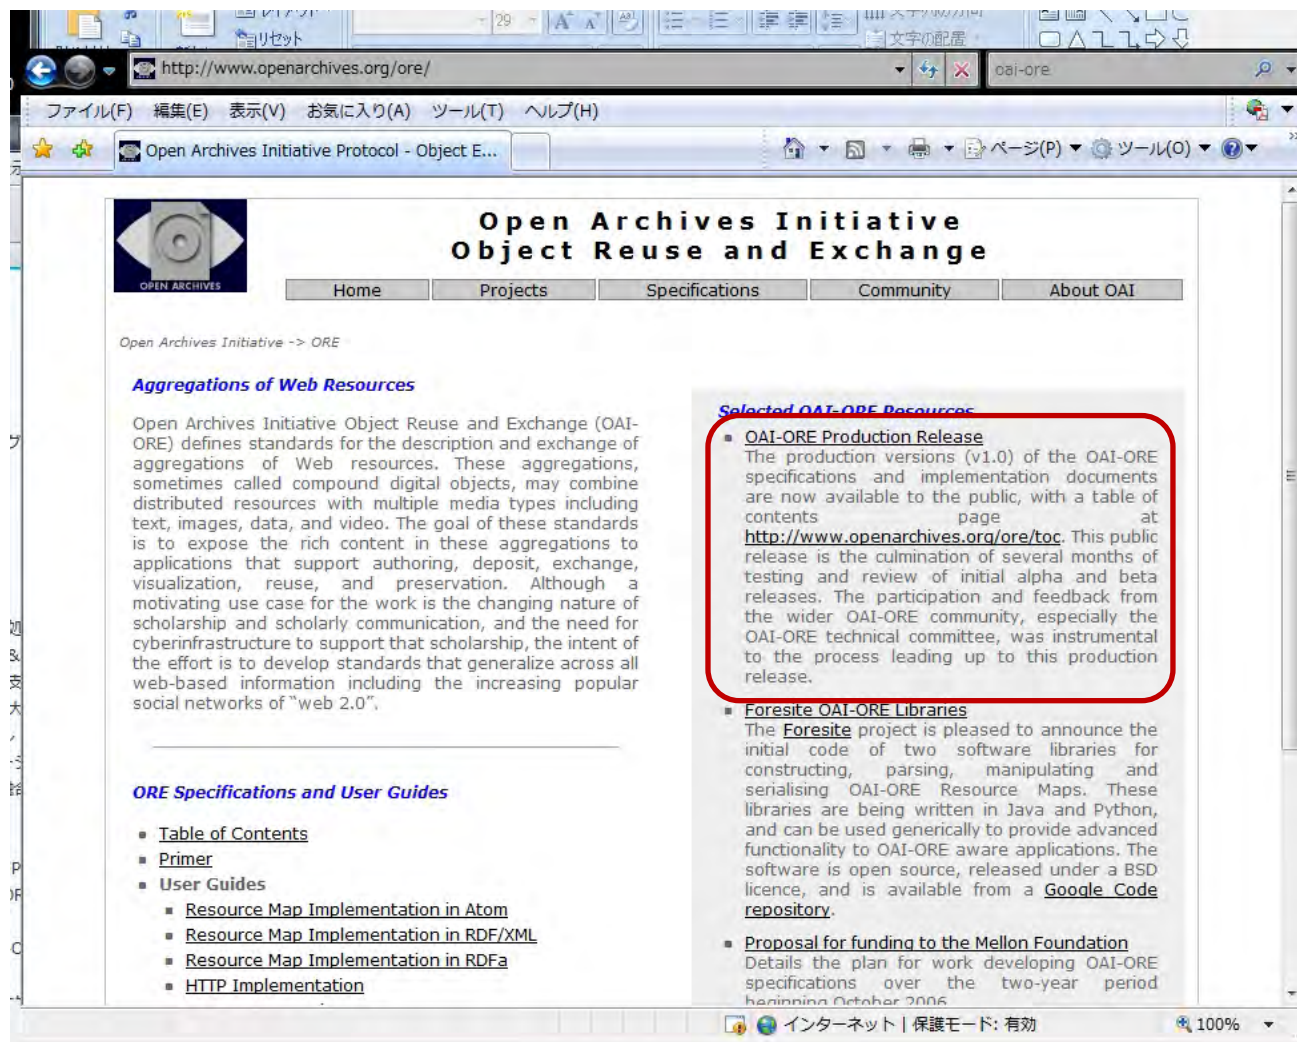 29
リセット
文字の配置
http://www.openarchives.org/ore/
oai-ore
ファイル(F) 編集(E) 表示(V) お気に入り(A) ツール(T) ヘルプ(H)
Open Archives Initiative Protocol - Object E...
ページ(P) ツール(O)
Open Archives Initiative
Object Reuse and Exchange
OPEN ARCHIVES
Home Projects Specifications Community About OAI
Open Archives Initiative -> ORE
Aggregations of Web Resources
Open Archives Initiative Object Reuse and Exchange (OAI-
ORE) defines standards for the description and exchange of
aggregations of Web resources. These aggregations,
sometimes called compound digital objects, may combine
distributed resources with multiple media types including
text, images, data, and video. The goal of these standards
is to expose the rich content in these aggregations to
applications that support authoring, deposit, exchange,
visualization, reuse, and preservation. Although a
motivating use case for the work is the changing nature of
scholarship and scholarly communication, and the need for
cyberinfrastructure to support that scholarship, the intent of
the effort is to develop standards that generalize across all
web-based information including the increasing popular
social networks of “web 2.0”.
ORE Specifications and User Guides
Table of Contents
Primer
User Guides
Resource Map Implementation in Atom
Resource Map Implementation in RDF/XML
Resource Map Implementation in RDFa
HTTP Implementation
Selected OAI-ORE Resources
OAI-ORE Production Release
The production versions (v1.0) of the OAI-ORE
specifications and implementation documents
are now available to the public, with a table of
contents page at
http://www.openarchives.org/ore/toc. This public
release is the culmination of several months of
testing and review of initial alpha and beta
releases. The participation and feedback from
the wider OAI-ORE community, especially the
OAI-ORE technical committee, was instrumental
to the process leading up to this production
release.
Foresite OAI-ORE Libraries
The Foresite project is pleased to announce the
initial code of two software libraries for
constructing, parsing, manipulating and
serialising OAI-ORE Resource Maps. These
libraries are being written in Java and Python,
and can be used generically to provide advanced
functionality to OAI-ORE aware applications. The
software is open source, released under a BSD
licence, and is available from a Google Code
repository.
Proposal for funding to the Mellon Foundation
Details the plan for work developing OAI-ORE
specifications over the two-year period
beginning October 2006
インターネット | 保護モード: 有効
100%